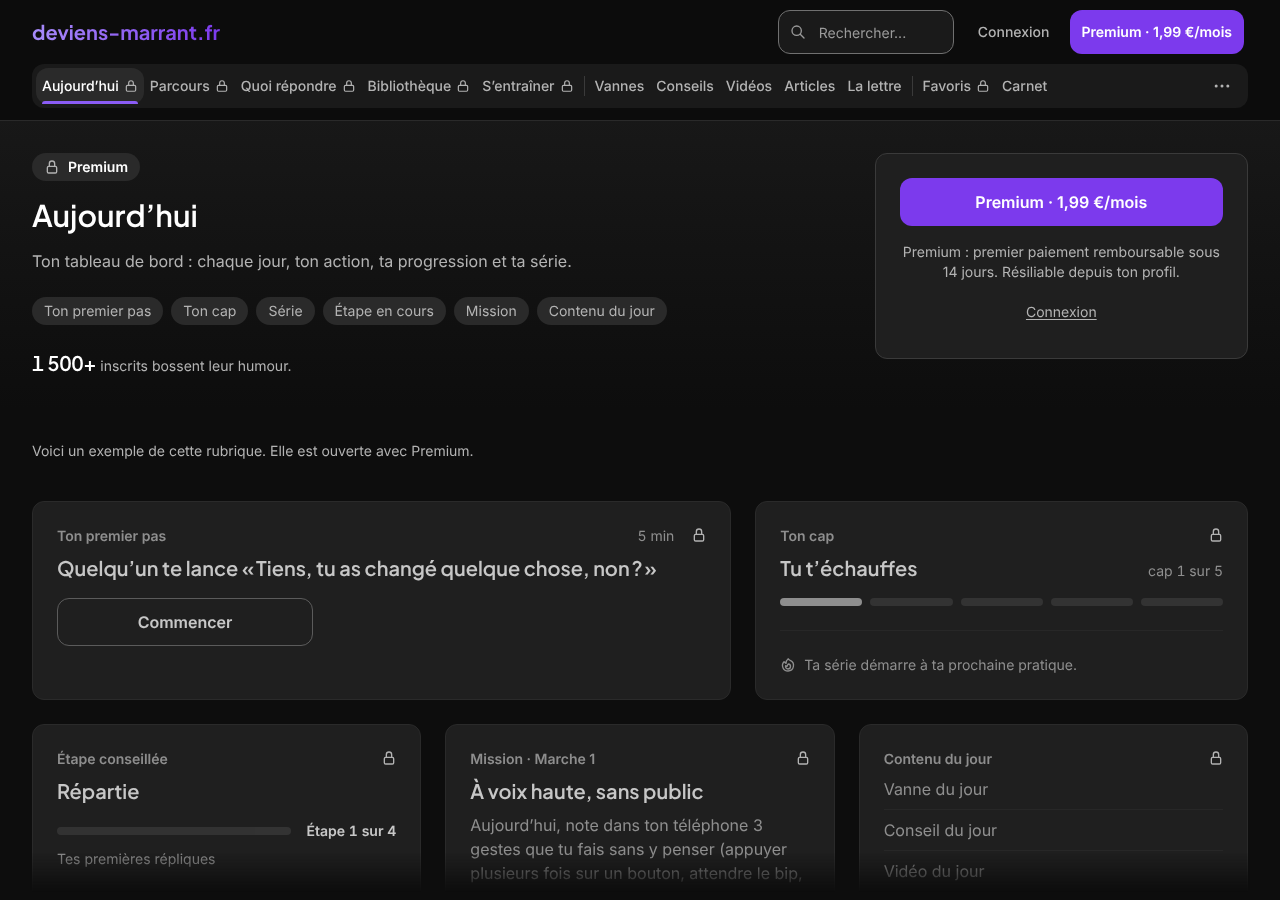 deviens-marrant.fr
Rechercher...
Connexion
Premium · 1,99 €/mois
Aujourd’hui
Parcours
Quoi répondre
Bibliothèque
S’entraîner
Vannes
Conseils
Vidéos
Articles
La lettre
Favoris
Carnet
Premium
Aujourd’hui
Ton tableau de bord : chaque jour, ton action, ta progression et ta série.
Ton premier pas
Ton cap
Série
Étape en cours
Mission
Contenu du jour
1 500+ inscrits bossent leur humour.
Premium · 1,99 €/mois
Premium : premier paiement remboursable sous
14 jours. Résiliable depuis ton profil.
Connexion
Voici un exemple de cette rubrique. Elle est ouverte avec Premium.
Ton premier pas
5 min
Quelqu’un te lance « Tiens, tu as changé quelque chose, non ? »
Commencer
Ton cap
Tu t’échauffes
cap 1 sur 5
Ta série démarre à ta prochaine pratique.
Étape conseillée
Répartie
Étape 1 sur 4
Tes premières répliques
Mission · Marche 1
À voix haute, sans public
Aujourd’hui, note dans ton téléphone 3
gestes que tu fais sans y penser (appuyer
plusieurs fois sur un bouton, attendre le bip,
Contenu du jour
Vanne du jour
Conseil du jour
Vidéo du jour